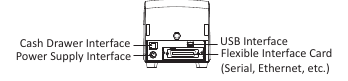 Cash Drawer Interface
Power Supply Interface
USB Interface
Flexible Interface Card
(Serial, Ethernet, etc.)